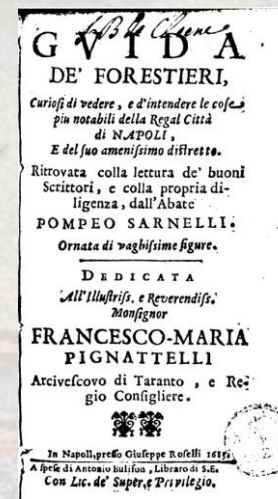 GVIDA
DE' FORESTIERI,
Curiosi di vedere, e d'intendere le cose
più notabili della Regal Città
di NAPOLI,
E del suo amenissimo distretto.
Ritrovata colla lettura de' buoni
Scrittori, e colla propria di-
ligenza, dall'Abate
POMPEO SARNELLI.
Ornata di vaghissime figure.
DEDICATA
All'Illustriss. e Reverendiss.
Monsignor
FRANCESCO-MARIA
PIGNATTELLI
Arcivescovo di Taranto, e Re-
gio Consigliere.
In Napoli, presso Giuseppe Roselli
A spese di Antonio Bulifon, Libraro di S.E.
Con Lic. de' Super. e Privilegio.